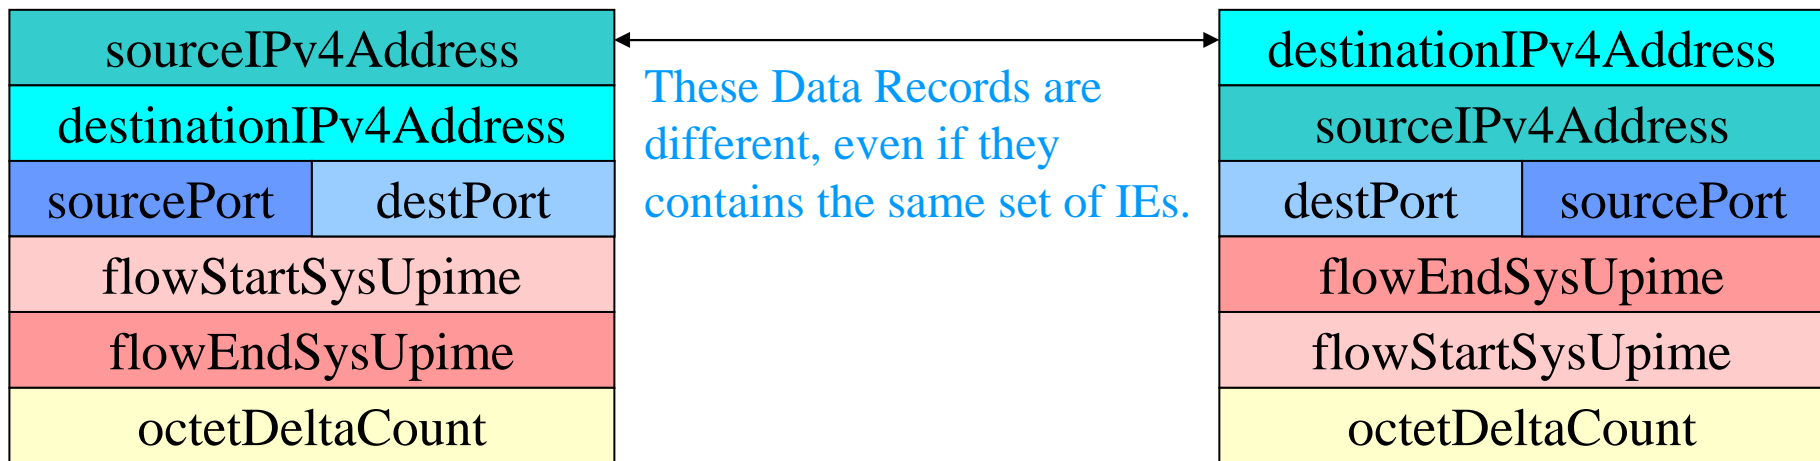 sourceIPv4Address
destinationIPv4Address
sourcePort destPort
flowStartSysUpime
flowEndSysUpime
octetDeltaCount
These Data Records are
different, even if they
contains the same set of IEs.
destinationIPv4Address
sourceIPv4Address
destPort sourcePort
flowEndSysUpime
flowStartSysUpime
octetDeltaCount